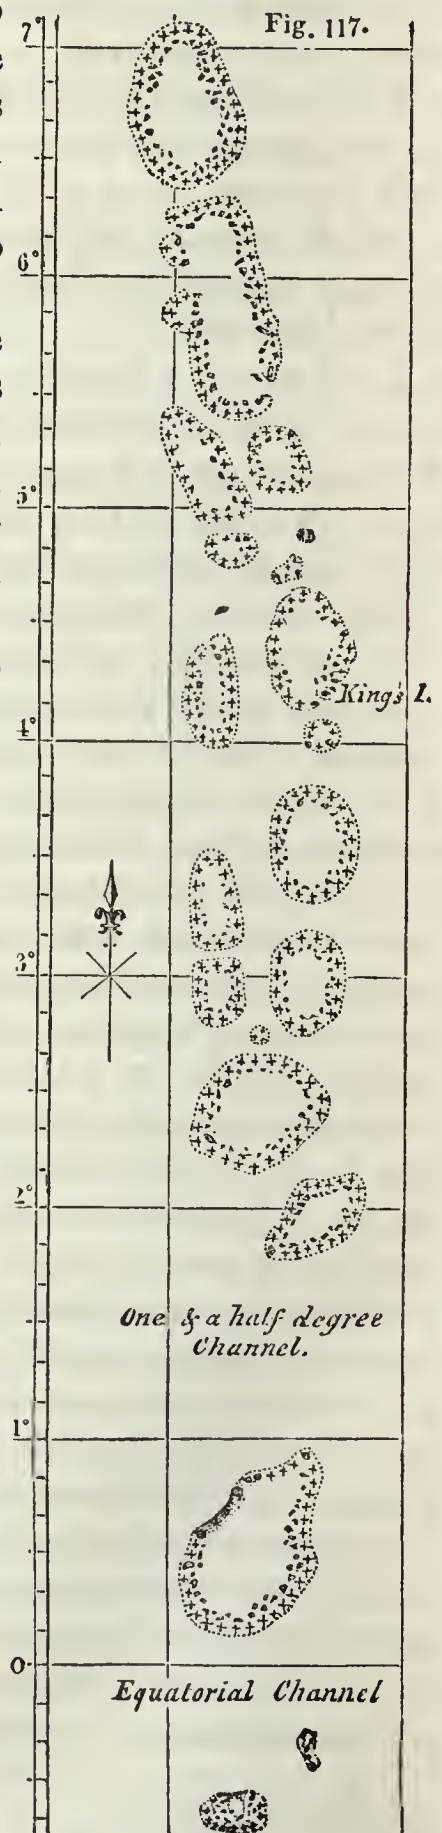 Fig. 117.
7°
6°
5°
King's I.
4°
3°
2°
One & a half degree
Channel.
1°
0
Equatorial Channel